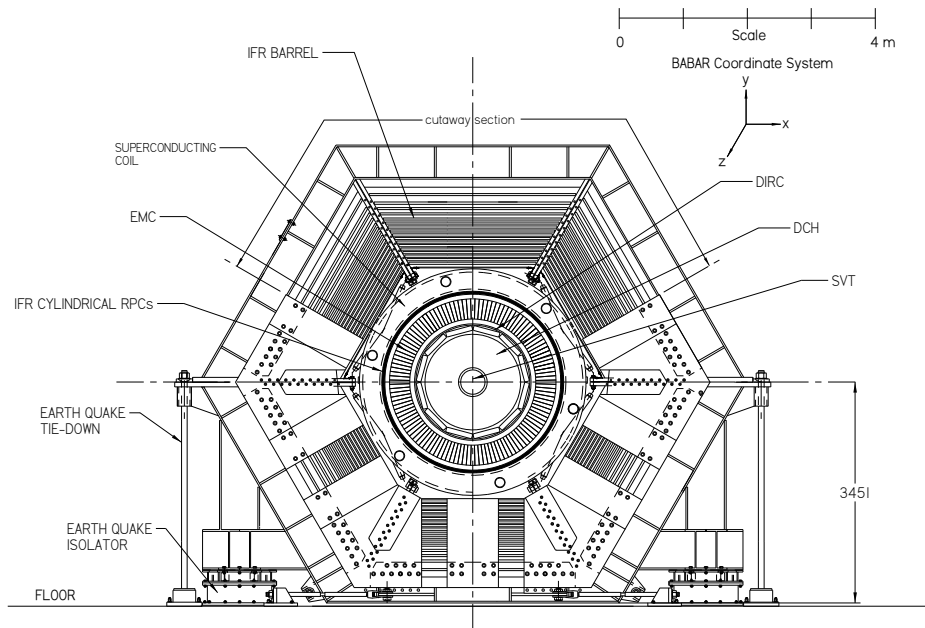 0
Scale
4 m
BABAR Coordinate System
y
x
z
IFR BARREL
cutaway section
SUPERCONDUCTING
COIL
DIRC
EMC
DCH
SVT
IFR CYLINDRICAL RPCs
EARTH QUAKE
TIE-DOWN
3451
EARTH QUAKE
ISOLATOR
FLOOR